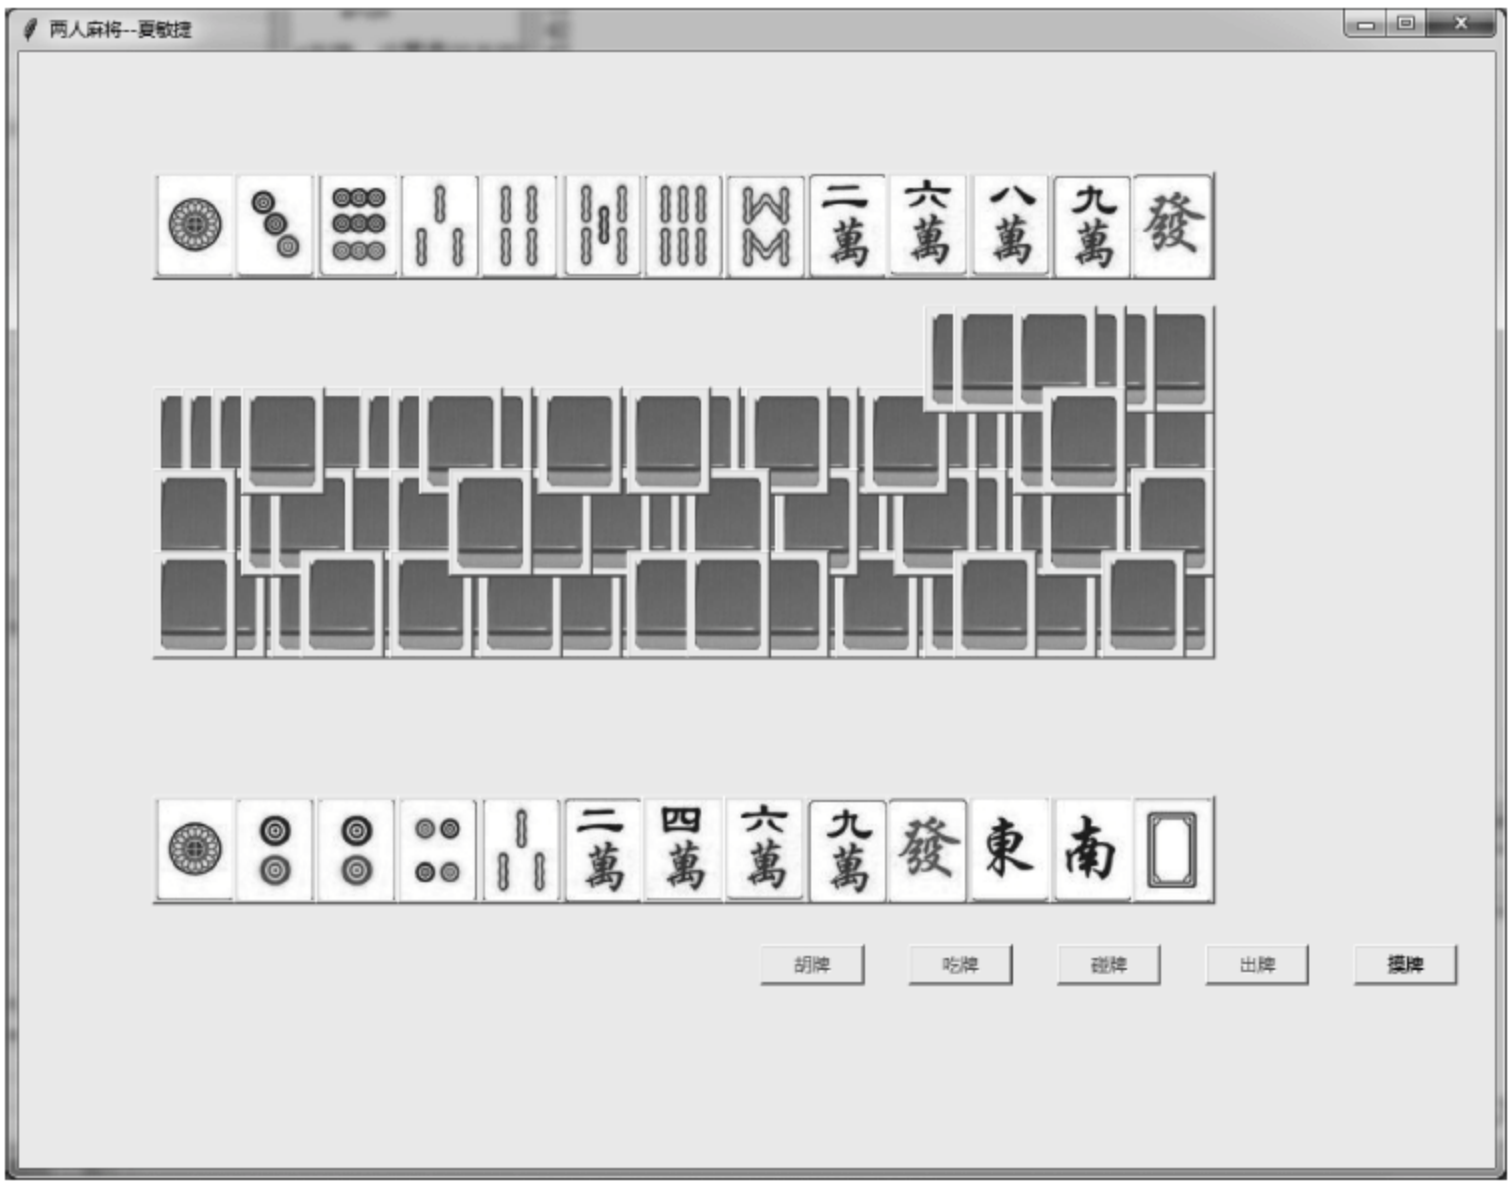 两人麻将--夏敏捷
二萬 六萬 八萬 九萬 發
二萬 四萬 六萬 九萬 發 東 南
胡牌 吃牌 碰牌 出牌 摸牌